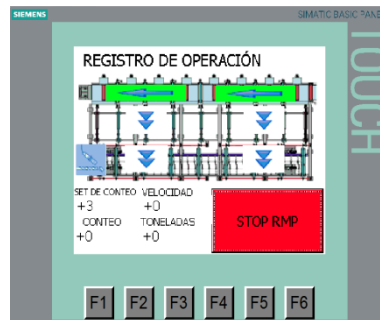 SIEMENS SIMATIC BASIC PANE
TOUCH
REGISTRO DE OPERACIÓN
SET DE CONTEO VELOCIDAD
+3 +0
CONTEO TONELADAS
+0 +0
STOP RMP
F1 F2 F3 F4 F5 F6